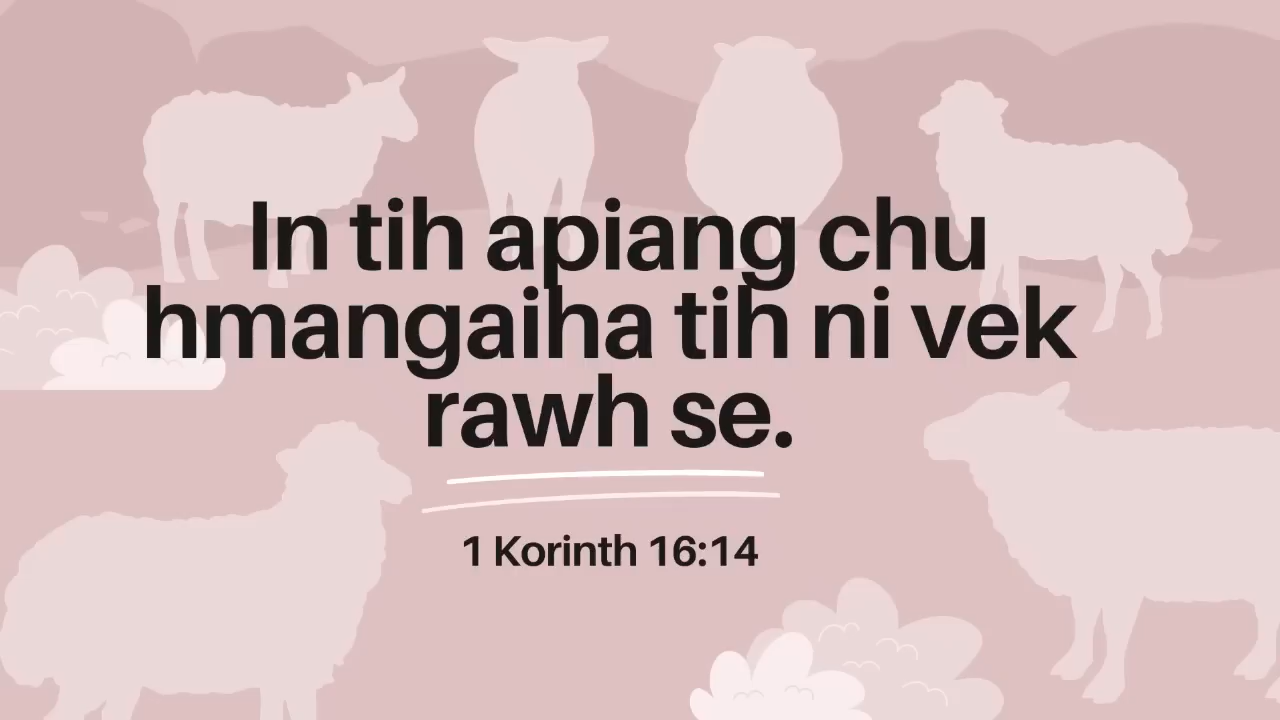 In tih apiang chu
hmangaiha tih ni vek
rawh se.
1 Korinth 16:14